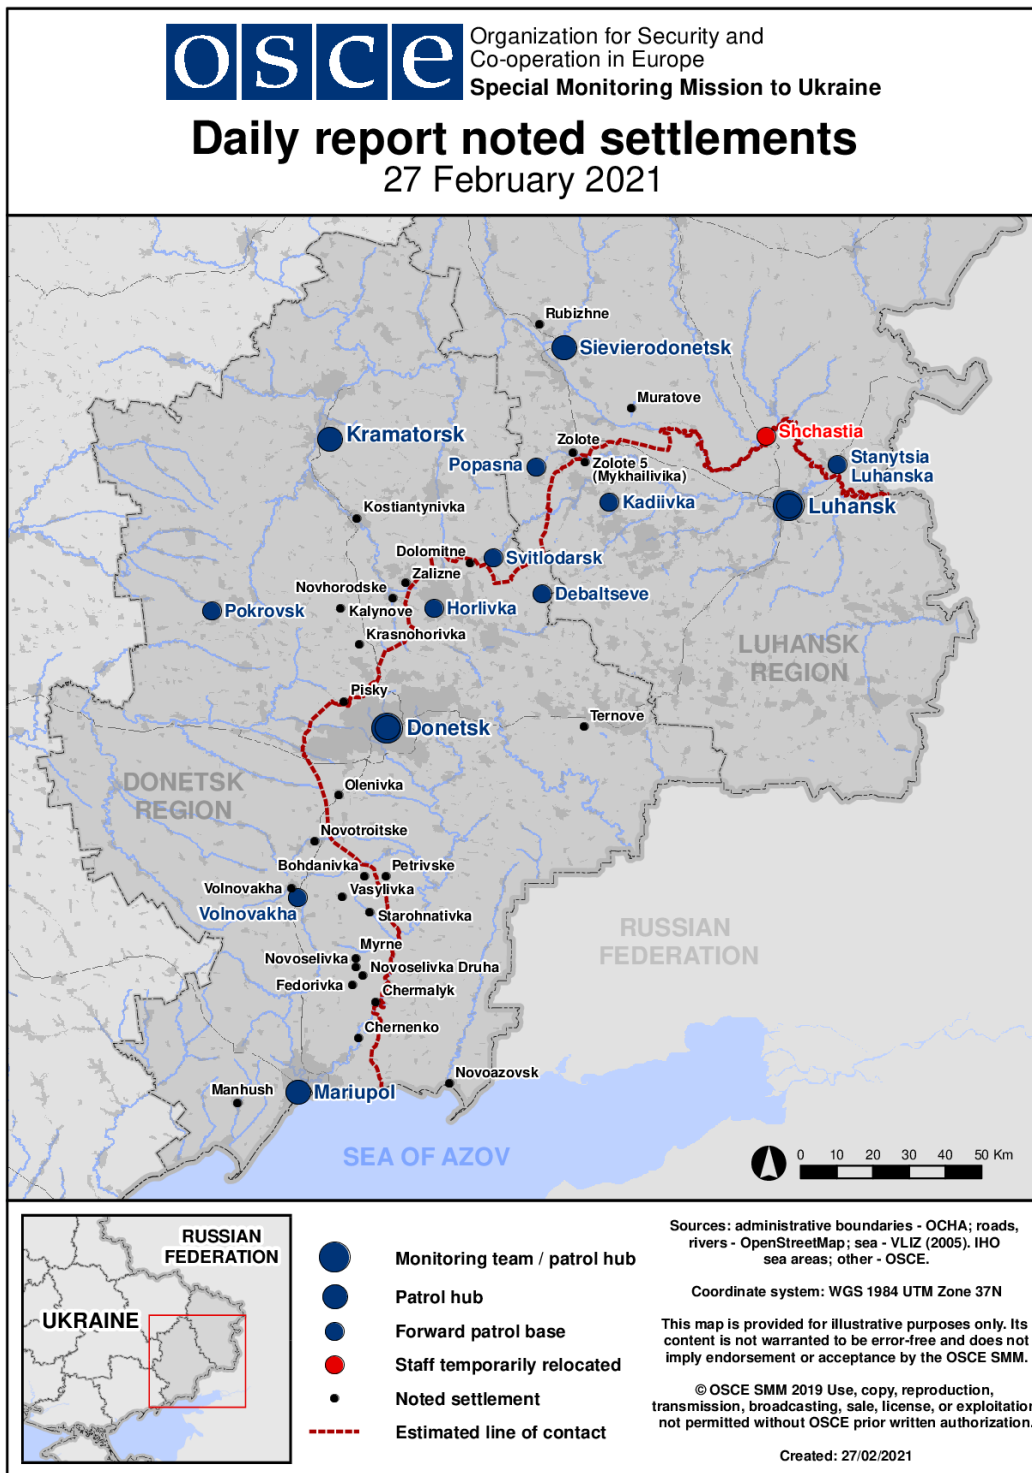 osce
Organization for Security and
Co-operation in Europe
Special Monitoring Mission to Ukraine
Daily report noted settlements
27 February 2021
Rubizhne
Sievierodonetsk
Muratove
Shchastia
Kramatorsk
Zolote
Popasna
Zolote 5
(Mykhailivka)
Stanytsia
Luhanska
Kadiivka
Luhansk
Kostiantynivka
Dolomitne
Svitlodarsk
Zalizne
Novhorodske
Debaltseve
Pokrovsk
Kalynove
Horlivka
Krasnohorivka
LUHANSK
REGION
Pisky
Ternove
Donetsk
DONETSK
REGION
Olenivka
Novotroitske
Bohdanivka
Petrivske
Volnovakha
Vasylivka
Volnovakha
Starohnativka
RUSSIAN
FEDERATION
Myrne
Novoselivka
Novoselivka Druha
Fedorivka
Chermalyk
Chernenko
Novoazovsk
Manhush
Mariupol
SEA OF AZOV
0 10 20 30 40 50 Km
RUSSIAN
FEDERATION
UKRAINE
Monitoring team / patrol hub
Patrol hub
Forward patrol base
Staff temporarily relocated
Noted settlement
Estimated line of contact
Sources: administrative boundaries - OCHA; roads,
rivers - OpenStreetMap; sea - VLIZ (2005). IHO
sea areas; other - OSCE.
Coordinate system: WGS 1984 UTM Zone 37N
This map is provided for illustrative purposes only. Its
content is not warranted to be error-free and does not
imply endorsement or acceptance by the OSCE SMM.
© OSCE SMM 2019 Use, copy, reproduction,
transmission, broadcasting, sale, license, or exploitation
not permitted without OSCE prior written authorization.
Created: 27/02/2021